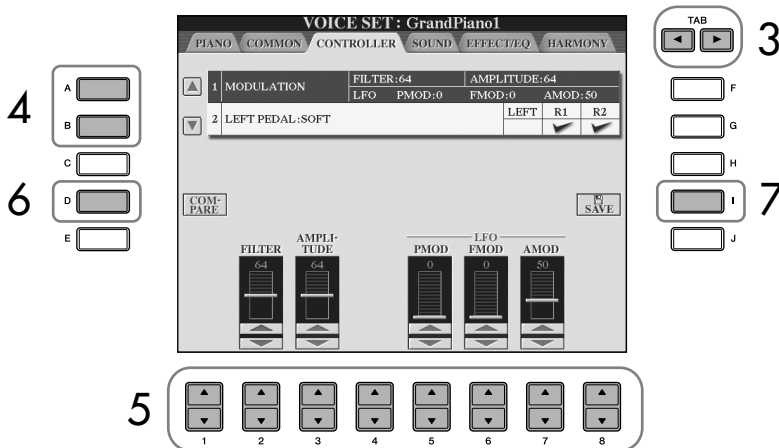 VOICE SET : GrandPiano1
PIANO COMMON CONTROLLER SOUND EFFECT/EQ HARMONY
TAB
3
1 MODULATION FILTER:64 AMPLITUDE:64
LFO PMOD:0 FMOD:0 AMOD:50
2 LEFT PEDAL:SOFT LEFT R1 R2
4
A
B
C
6
D
E
F
G
H
I
7
J
COM-
PARE
SAVE
FILTER
AMPLI-
TUDE
LFO
PMOD FMOD AMOD
64 64 0 0 50
5
1 2 3 4 5 6 7 8